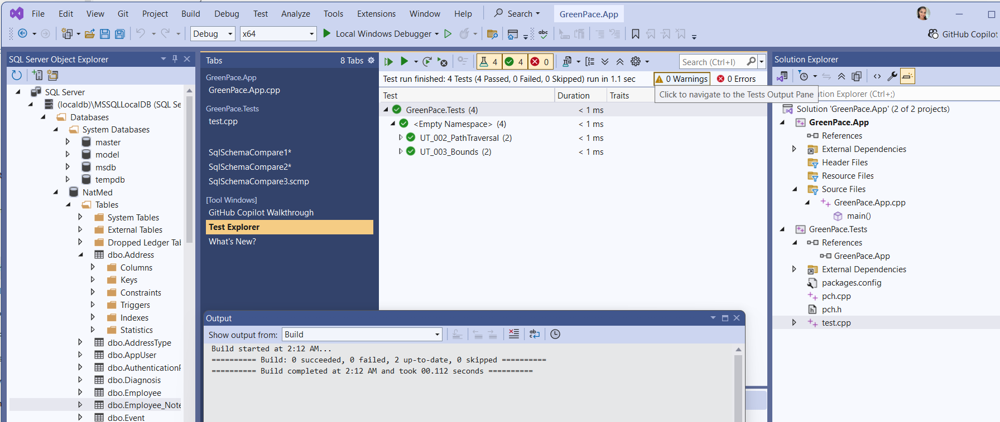 File Edit View Git Project Build Debug Test Analyze Tools Extensions Window Help Search GreenPace.App
Debug x64 Local Windows Debugger abc GitHub Copilot
SQL Server Object Explorer
SQL Server
(localdb)\MSSQLLocalDB (SQL Se
Databases
System Databases
master
model
msdb
tempdb
NatMed
Tables
System Tables
External Tables
Dropped Ledger Tal
dbo.Address
Columns
Keys
Constraints
Triggers
Indexes
Statistics
dbo.AddressType
dbo.AppUser
dbo.Authentication
dbo.Diagnosis
dbo.Employee
dbo.Employee_Note
dbo.Event
Tabs 8 Tabs
GreenPace.App
GreenPace.App.cpp
GreenPace.Tests
test.cpp
SqlSchemaCompare1*
SqlSchemaCompare2*
SqlSchemaCompare3.scmp
[Tool Windows]
GitHub Copilot Walkthrough
Test Explorer
What's New?
4 4 0 Search (Ctrl+I)
Test run finished: 4 Tests (4 Passed, 0 Failed, 0 Skipped) run in 1.1 sec 0 Warnings 0 Errors
Click to navigate to the Tests Output Pane
Test Duration Traits
GreenPace.Tests (4) < 1 ms
<Empty Namespace> (4) < 1 ms
UT_002_PathTraversal (2) < 1 ms
UT_003_Bounds (2) < 1 ms
Output
Show output from: Build
Build started at 2:12 AM...
========== Build: 0 succeeded, 0 failed, 2 up-to-date, 0 skipped ==========
========== Build completed at 2:12 AM and took 00.112 seconds ==========
Solution Explorer
ution Explorer (Ctrl+;)
Solution 'GreenPace.App' (2 of 2 projects)
GreenPace.App
References
External Dependencies
Header Files
Resource Files
Source Files
GreenPace.App.cpp
main()
GreenPace.Tests
References
GreenPace.App
External Dependencies
packages.config
pch.cpp
pch.h
test.cpp